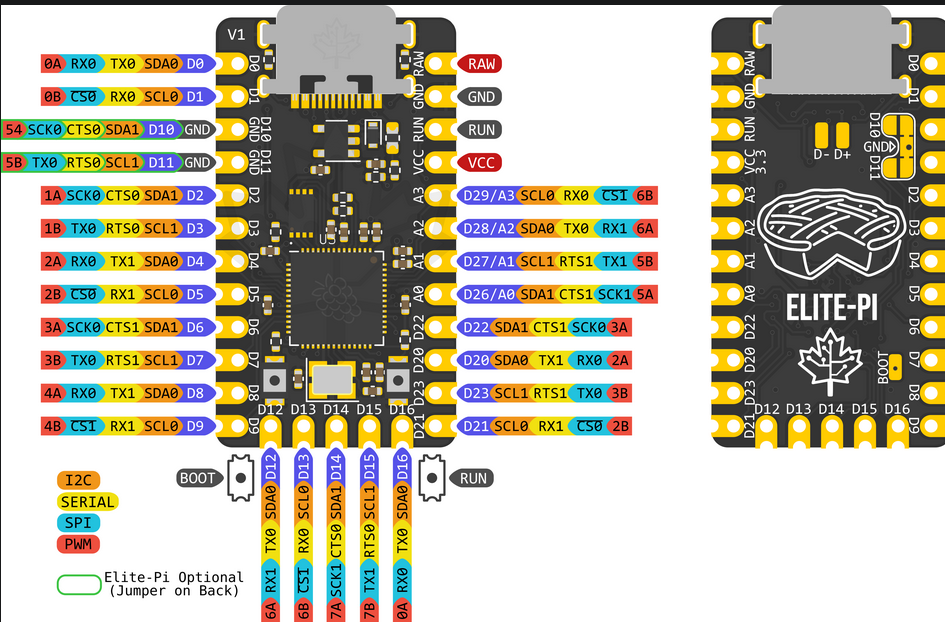 V1
0A RX0 TX0 SDA0 D0 D0 RAW RAW
0B CS0 RX0 SCL0 D1 D1 GND GND
54 SCK0 CTS0 SDA1 D10 GND GND D10 RUN RUN
5B TX0 RTS0 SCL1 D11 GND GND D11 VCC VCC
1A SCK0 CTS0 SDA1 D2 D2 A3 D29/A3 SCL0 RX0 CS1 6B
1B TX0 RTS0 SCL1 D3 D3 A2 D28/A2 SDA0 TX0 RX1 6A
2A RX0 TX1 SDA0 D4 D4 A1 D27/A1 SCL1 RTS1 TX1 5B
2B CS0 RX1 SCL0 D5 D5 A0 D26/A0 SDA1 CTS1 SCK1 5A
3A SCK0 CTS1 SDA1 D6 D6 D22 D22 SDA1 CTS1 SCK0 3A
3B TX0 RTS1 SCL1 D7 D7 D20 D20 SDA0 TX1 RX0 2A
4A RX0 TX1 SDA0 D8 D8 D23 D23 SCL1 RTS1 TX0 3B
4B CS1 RX1 SCL0 D9 D9 D21 D21 SCL0 RX1 CS0 2B
D12 D13 D14 D15 D16
BOOT
RUN
D12 SDA0 TX0 RX1 6A
D13 SCL0 RX0 CS1 6B
D14 SDA1 CTS0 SCK1 7A
D15 SCL1 RTS0 TX1 7B
D16 SDA0 TX0 RX0 0A
I2C
SERIAL
SPI
PWM
Elite-Pi Optional
(Jumper on Back)
RAW D0
GND D1
RUN D- D+ D10 GND D11
VCC 3.3
A3 D2
A2 D3
A1 D4
A0 D5
ELITE-PI
D22 D6
D20 D7
BOOT
D23 D8
D21 D9
D12 D13 D14 D15 D16